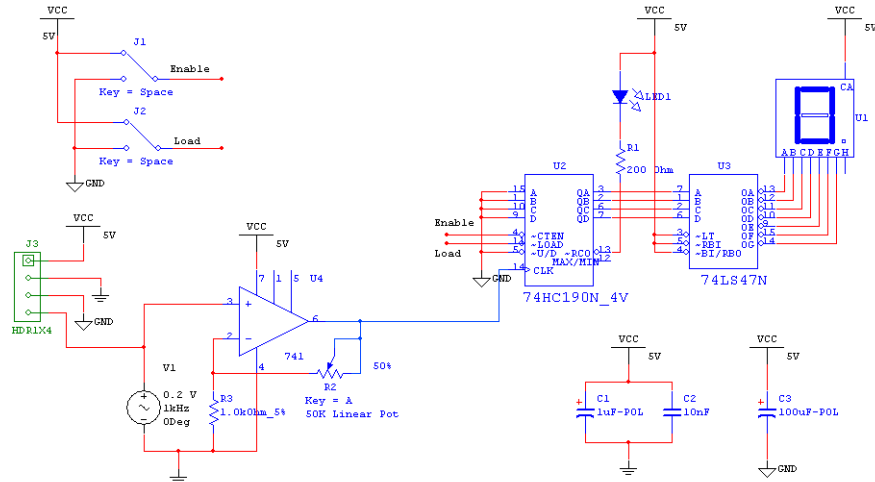 VCC
5V
J1
Enable
Key = Space
J2
Load
Key = Space
GND
VCC
5V
J3
GND
HDR1X4
V1
0.2 V
1kHz
0Deg
VCC
5V
U4
7 1 5
3
2
6
4
741
R3
1.0kOhm_5%
R2
50%
Key = A
50K Linear Pot
VCC
5V
LED1
R1
200 Ohm
U2
15 A QA 3
1 B QB 2
10 C QC 6
9 D QD 7
Enable
4 ~CTEN
11 ~LOAD
5 ~U/D ~RCO 13
Load
MAX/MIN 12
14 CLK
GND
74HC190N_4V
U3
7 A OA 13
1 B OB 12
2 C OC 11
6 D OD 10
OE 9
3 ~LT OF 15
5 ~RBI OG 14
4 ~BI/RBO
74LS47N
VCC
5V
CA
U1
A B C D E F G H
VCC
5V
C1
1uF-POL
C2
10nF
VCC
5V
C3
100uF-POL
GND